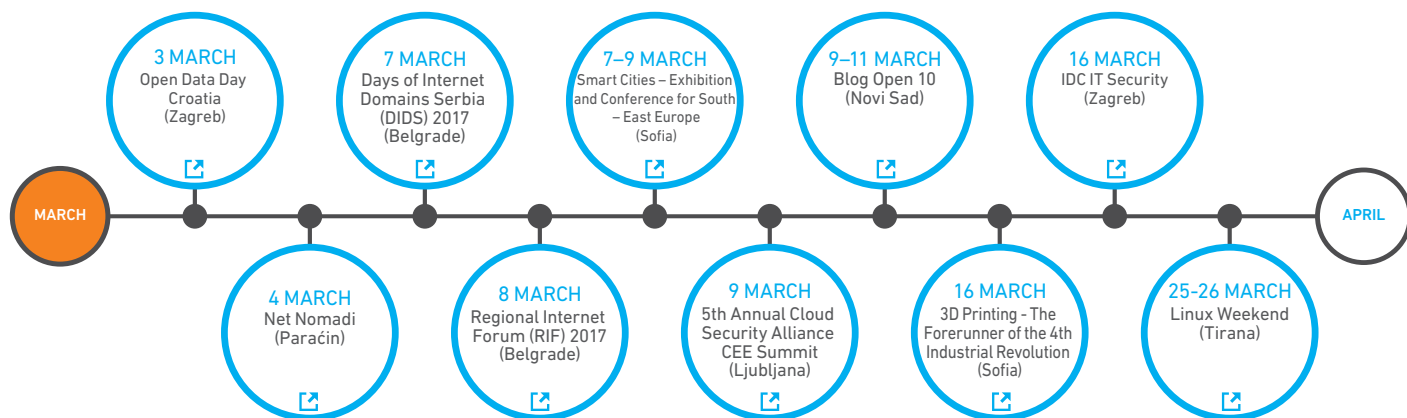 MARCH
3 MARCH
Open Data Day
Croatia
(Zagreb)
4 MARCH
Net Nomadi
(Paraćin)
7 MARCH
Days of Internet
Domains Serbia
(DIDS) 2017
(Belgrade)
8 MARCH
Regional Internet
Forum (RIF) 2017
(Belgrade)
7–9 MARCH
Smart Cities – Exhibition
and Conference for South
– East Europe
(Sofia)
9 MARCH
5th Annual Cloud
Security Alliance
CEE Summit
(Ljubljana)
9–11 MARCH
Blog Open 10
(Novi Sad)
16 MARCH
3D Printing - The
Forerunner of the 4th
Industrial Revolution
(Sofia)
16 MARCH
IDC IT Security
(Zagreb)
25-26 MARCH
Linux Weekend
(Tirana)
APRIL